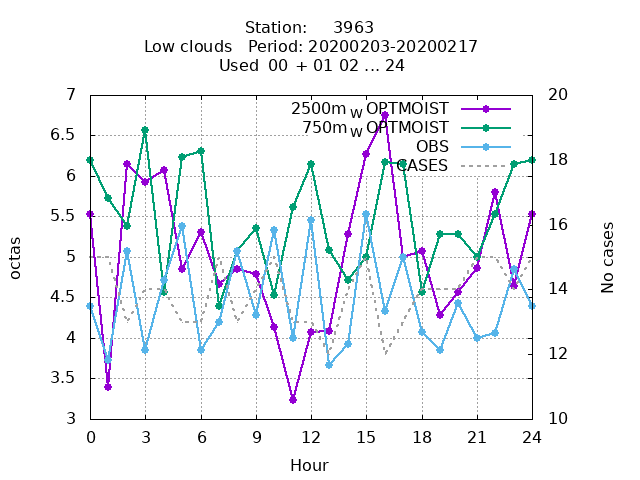 Station: 3963
Low clouds Period: 20200203-20200217
Used 00 + 01 02 ... 24
2500m W OPTMOIST
750m W OPTMOIST
OBS
CASES
7
6.5
6
5.5
5
4.5
4
3.5
3
octas
20
18
16
14
12
10
No cases
0 3 6 9 12 15 18 21 24
Hour